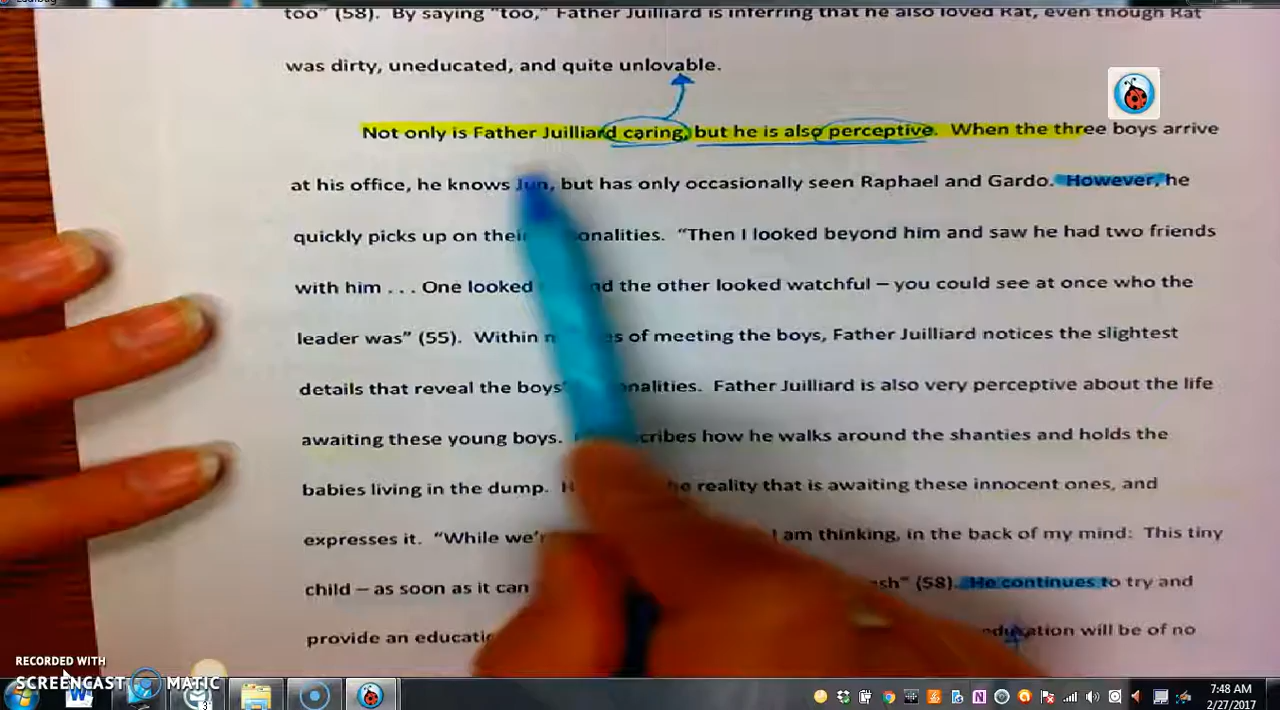 too" (58). By saying "too," Father Juilliard is inferring that he also loved Rat, even though Rat
was dirty, uneducated, and quite unlovable.
Not only is Father Juilliard caring, but he is also perceptive. When the three boys arrive
at his office, he knows Jun, but has only occasionally seen Raphael and Gardo. However, he
quickly picks up on their onalities. "Then I looked beyond him and saw he had two friends
with him . . . One looked nd the other looked watchful – you could see at once who the
leader was" (55). Within of meeting the boys, Father Juilliard notices the slightest
details that reveal the boys' nalities. Father Juilliard is also very perceptive about the life
awaiting these young boys. cribes how he walks around the shanties and holds the
babies living in the dump. reality that is awaiting these innocent ones, and
expresses it. "While we'r I am thinking, in the back of my mind: This tiny
child – as soon as it can sh" (58). He continues to try and
provide an educati education will be of no
RECORDED WITH
SCREENCAST MATIC
7:48 AM
2/27/2017